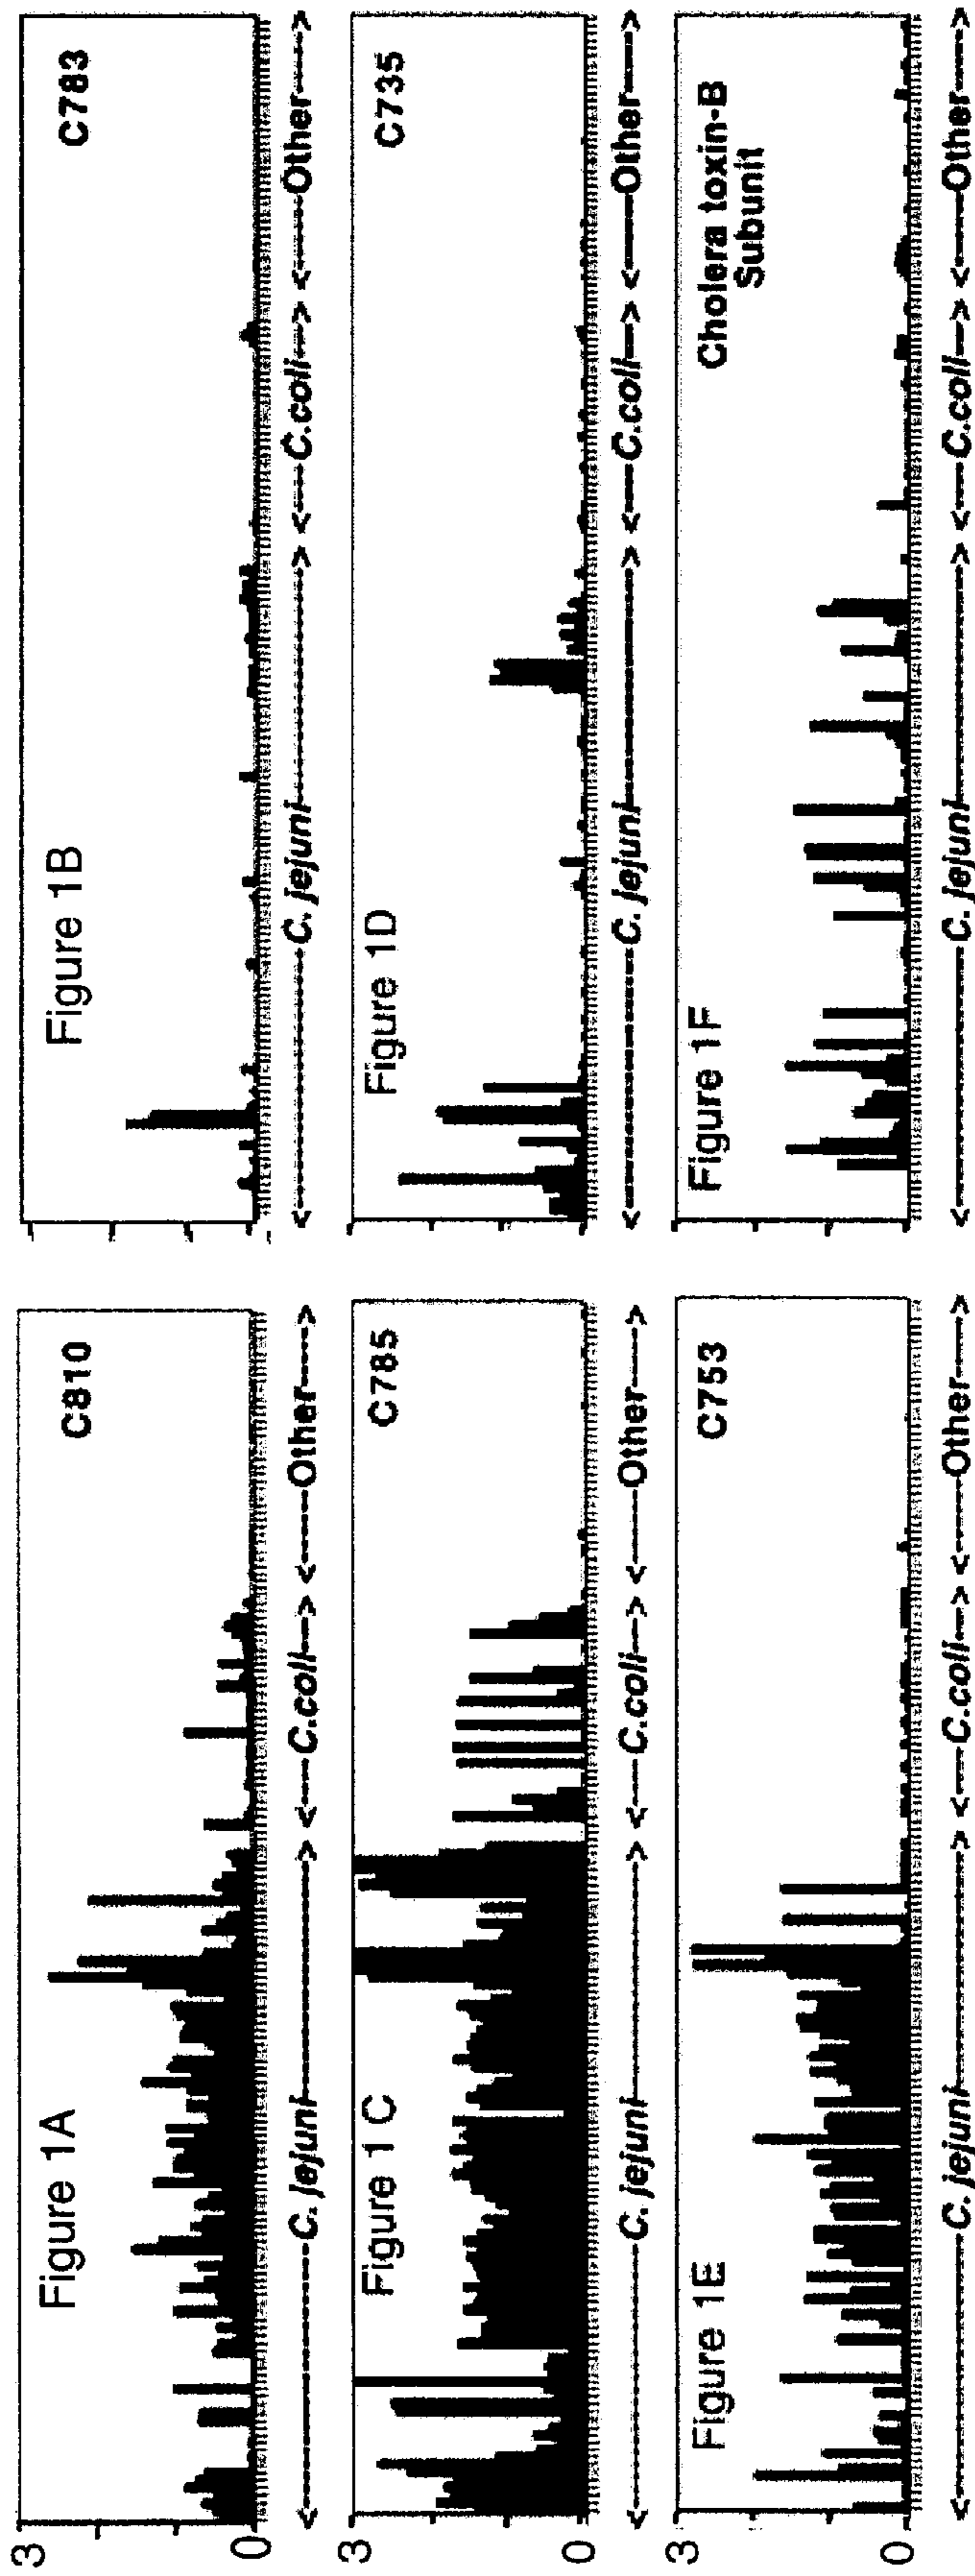 3
0
Figure 1A
C810
<------------C. jejuni------------> <----C.coli---> <-----Other----->
Figure 1B
C783
<------------C. jejuni------------> <----C.coli---> <-----Other----->
3
0
Figure 1 C
C785
<------------C. jejuni------------> <----C.coli---> <-----Other----->
Figure 1D
C735
<------------C. jejuni------------> <----C.coli---> <-----Other----->
3
0
Figure 1E
C753
<------------C. jejuni------------> <----C.coli---> <-----Other----->
Figure 1F
Cholera toxin-B
Subunit
<------------C. jejuni------------> <----C.coli---> <-----Other----->